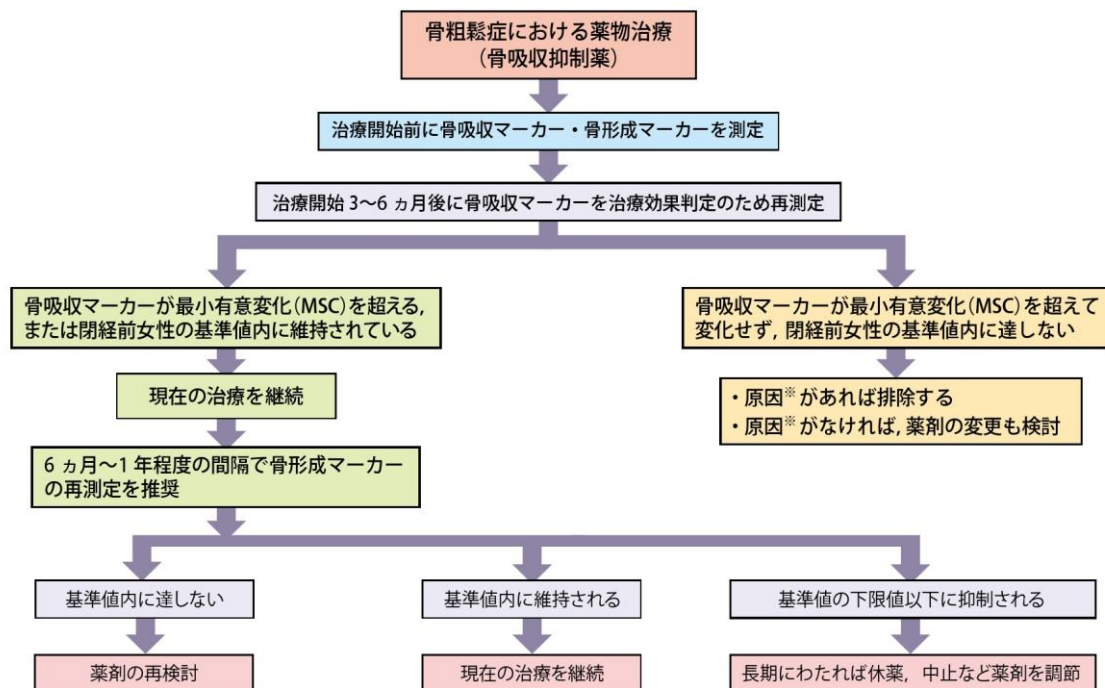 骨粗鬆症における薬物治療
（骨吸収抑制薬）
治療開始前に骨吸収マーカー・骨形成マーカーを測定
治療開始 3〜6 ヵ月後に骨吸収マーカーを治療効果判定のため再測定
骨吸収マーカーが最小有意変化（MSC）を超える，
または閉経前女性の基準値内に維持されている
骨吸収マーカーが最小有意変化（MSC）を超えて
変化せず，閉経前女性の基準値内に達しない
現在の治療を継続
・原因※があれば排除する
・原因※がなければ，薬剤の変更も検討
6 ヵ月〜1 年程度の間隔で骨形成マーカー
の再測定を推奨
基準値内に達しない
基準値内に維持される
基準値の下限値以下に抑制される
薬剤の再検討
現在の治療を継続
長期にわたれば休薬，中止など薬剤を調節